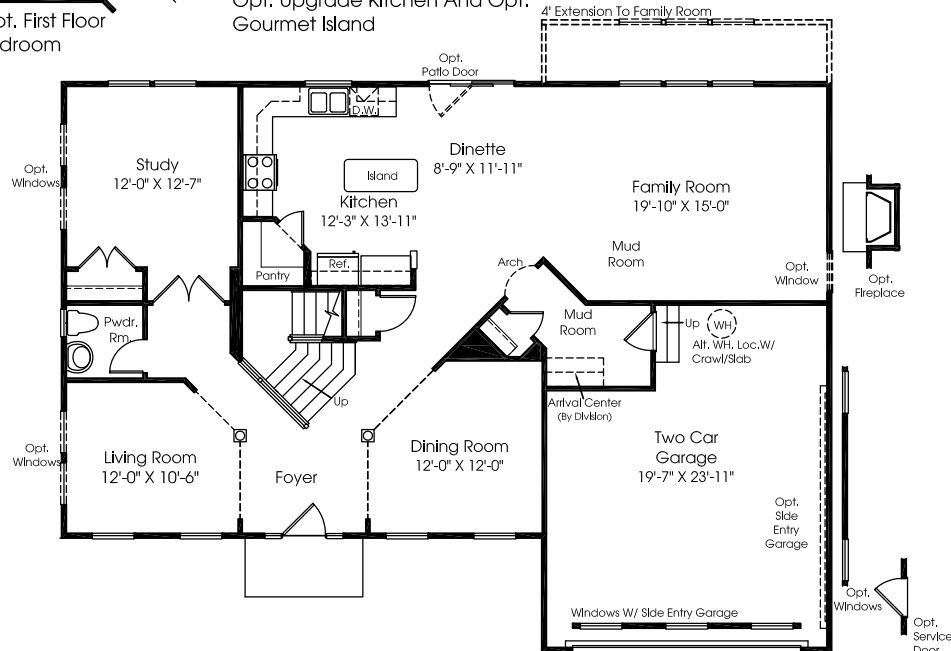 pt. First Floor
droom
Opt. Upgrade Kitchen And Opt.
Gourmet Island
4' Extension To Family Room
Opt.
Patio Door
D.W.
Study
12'-0" X 12'-7"
Opt.
Windows
Dinette
8'-9" X 11'-11"
Island
Kitchen
12'-3" X 13'-11"
Family Room
19'-10" X 15'-0"
Mud
Room
Pantry
Ref.
Arch
Opt.
Window
Opt.
Fireplace
Pwdr.
Rm.
Mud
Room
Up
WH
Alt. WH. Loc.W/
Crawl/Slab
Up
Arrival Center
(By Division)
Opt.
Windows
Living Room
12'-0" X 10'-6"
Foyer
Dining Room
12'-0" X 12'-0"
Two Car
Garage
19'-7" X 23'-11"
Opt.
Side
Entry
Garage
Windows W/ Side Entry Garage
Opt.
Windows
Opt.
Service
Door